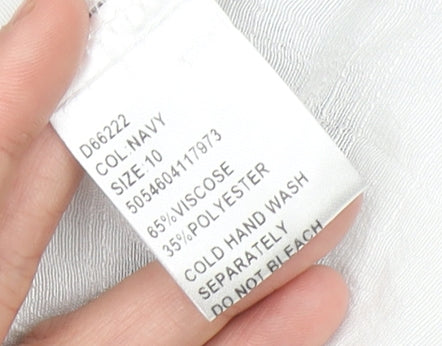 D66222
COL:NAVY
SIZE:10
5054604117973
65%VISCOSE
35%POLYESTER
COLD HAND WASH
SEPARATELY
DO NOT BLEACH